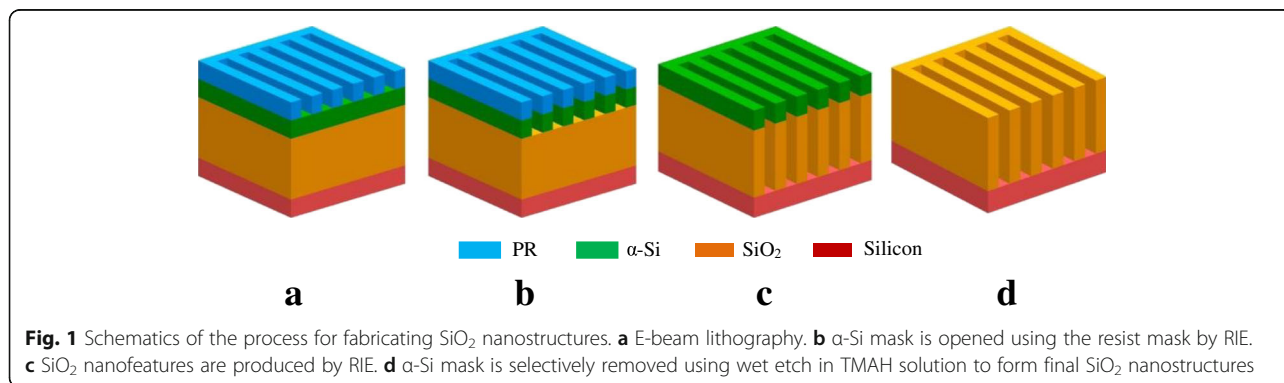 PR α-Si SiO₂ Silicon
a b c d
Fig. 1 Schematics of the process for fabricating SiO₂ nanostructures. a E-beam lithography. b α-Si mask is opened using the resist mask by RIE.
c SiO₂ nanofeatures are produced by RIE. d α-Si mask is selectively removed using wet etch in TMAH solution to form final SiO₂ nanostructures